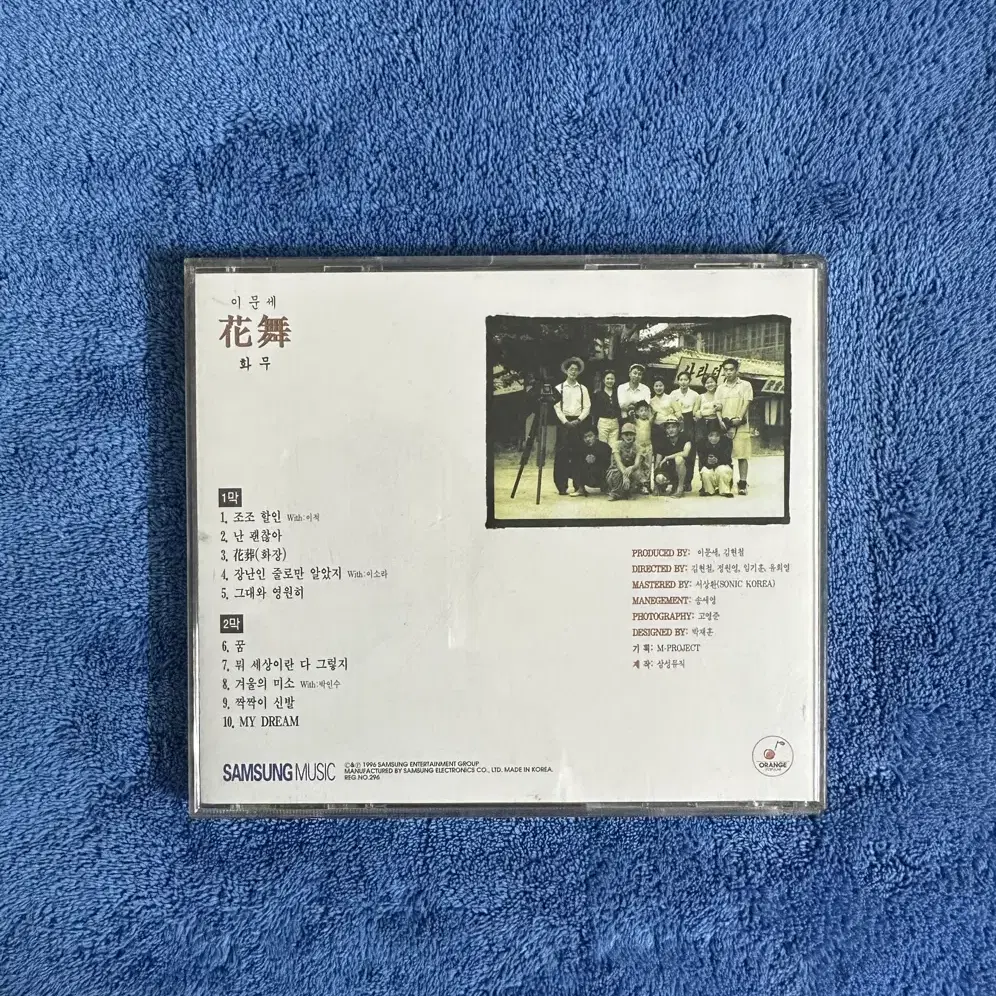 이문세
花舞
화무
사라
1막
1. 조조 할인 With:이적
2. 난 괜찮아
3. 花葬(화장)
4. 장난인 줄로만 알았지 With:이소라
5. 그대와 영원히
2막
6. 꿈
7. 뭐 세상이란 다 그렇지
8. 겨울의 미소 With:박인수
9. 짝짝이 신발
10. MY DREAM
PRODUCED BY: 이문세, 김현철
DIRECTED BY: 김현철, 정원영, 임기훈, 유희열
MASTERED BY: 서상환(SONIC KOREA)
MANEGEMENT: 송세영
PHOTOGRAPHY: 고영준
DESIGNED BY: 박재훈
기 획: M-PROJECT
제 작: 삼성뮤직
SAMSUNG MUSIC
©&℗ 1996 SAMSUNG ENTERTAINMENT GROUP
MANUFACTURED BY SAMSUNG ELECTRONICS CO., LTD. MADE IN KOREA.
REG.NO.296
ORANGE